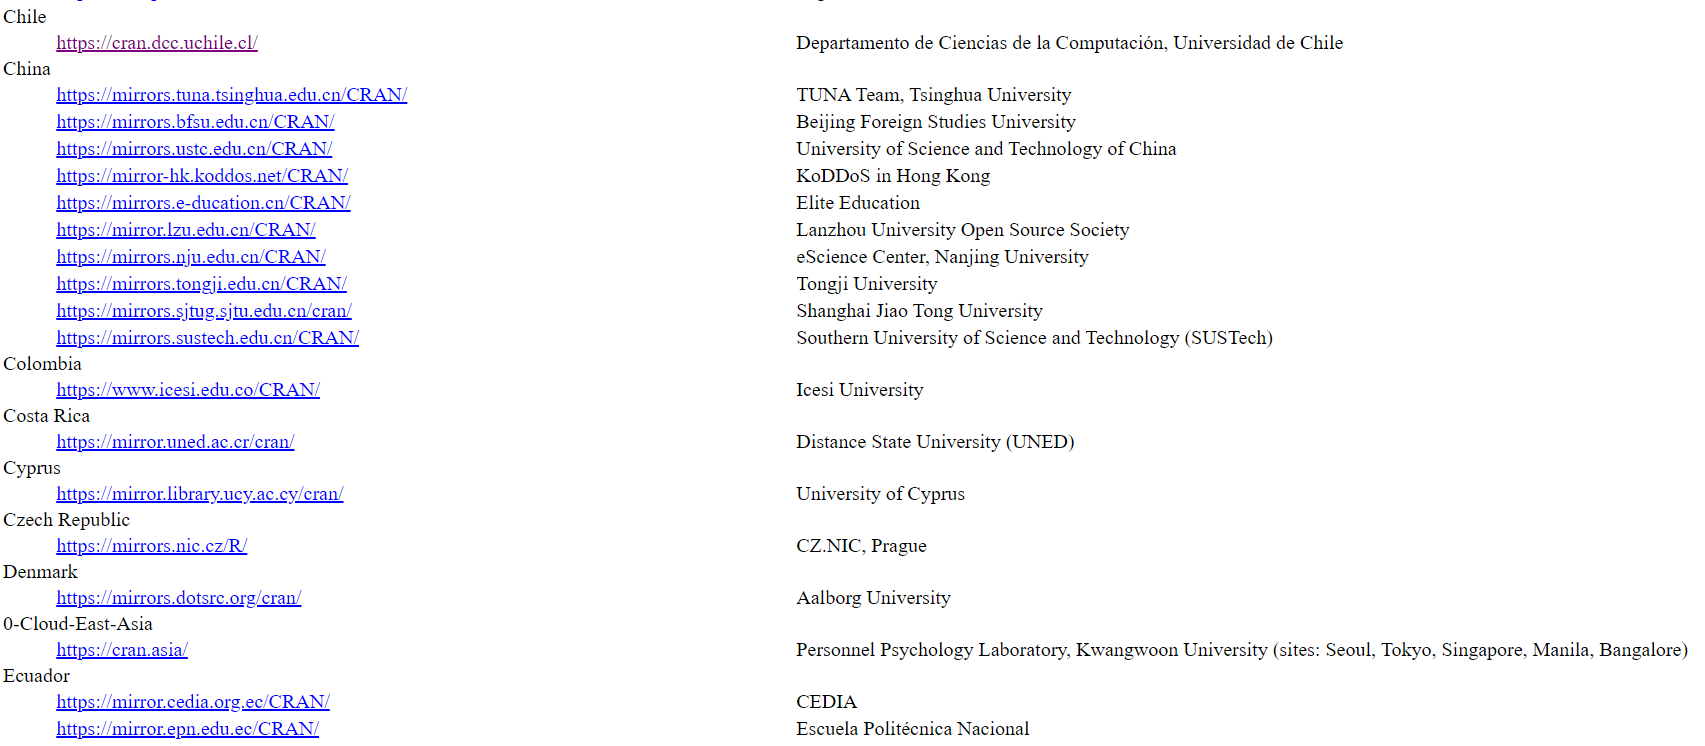 Chile
https://cran.dcc.uchile.cl/ Departamento de Ciencias de la Computación, Universidad de Chile
China
https://mirrors.tuna.tsinghua.edu.cn/CRAN/ TUNA Team, Tsinghua University
https://mirrors.bfsu.edu.cn/CRAN/ Beijing Foreign Studies University
https://mirrors.ustc.edu.cn/CRAN/ University of Science and Technology of China
https://mirror-hk.koddos.net/CRAN/ KoDDoS in Hong Kong
https://mirrors.e-ducation.cn/CRAN/ Elite Education
https://mirror.lzu.edu.cn/CRAN/ Lanzhou University Open Source Society
https://mirrors.nju.edu.cn/CRAN/ eScience Center, Nanjing University
https://mirrors.tongji.edu.cn/CRAN/ Tongji University
https://mirrors.sjtug.sjtu.edu.cn/cran/ Shanghai Jiao Tong University
https://mirrors.sustech.edu.cn/CRAN/ Southern University of Science and Technology (SUSTech)
Colombia
https://www.icesi.edu.co/CRAN/ Icesi University
Costa Rica
https://mirror.uned.ac.cr/cran/ Distance State University (UNED)
Cyprus
https://mirror.library.ucy.ac.cy/cran/ University of Cyprus
Czech Republic
https://mirrors.nic.cz/R/ CZ.NIC, Prague
Denmark
https://mirrors.dotsrc.org/cran/ Aalborg University
0-Cloud-East-Asia
https://cran.asia/ Personnel Psychology Laboratory, Kwangwoon University (sites: Seoul, Tokyo, Singapore, Manila, Bangalore)
Ecuador
https://mirror.cedia.org.ec/CRAN/ CEDIA
https://mirror.epn.edu.ec/CRAN/ Escuela Politécnica Nacional